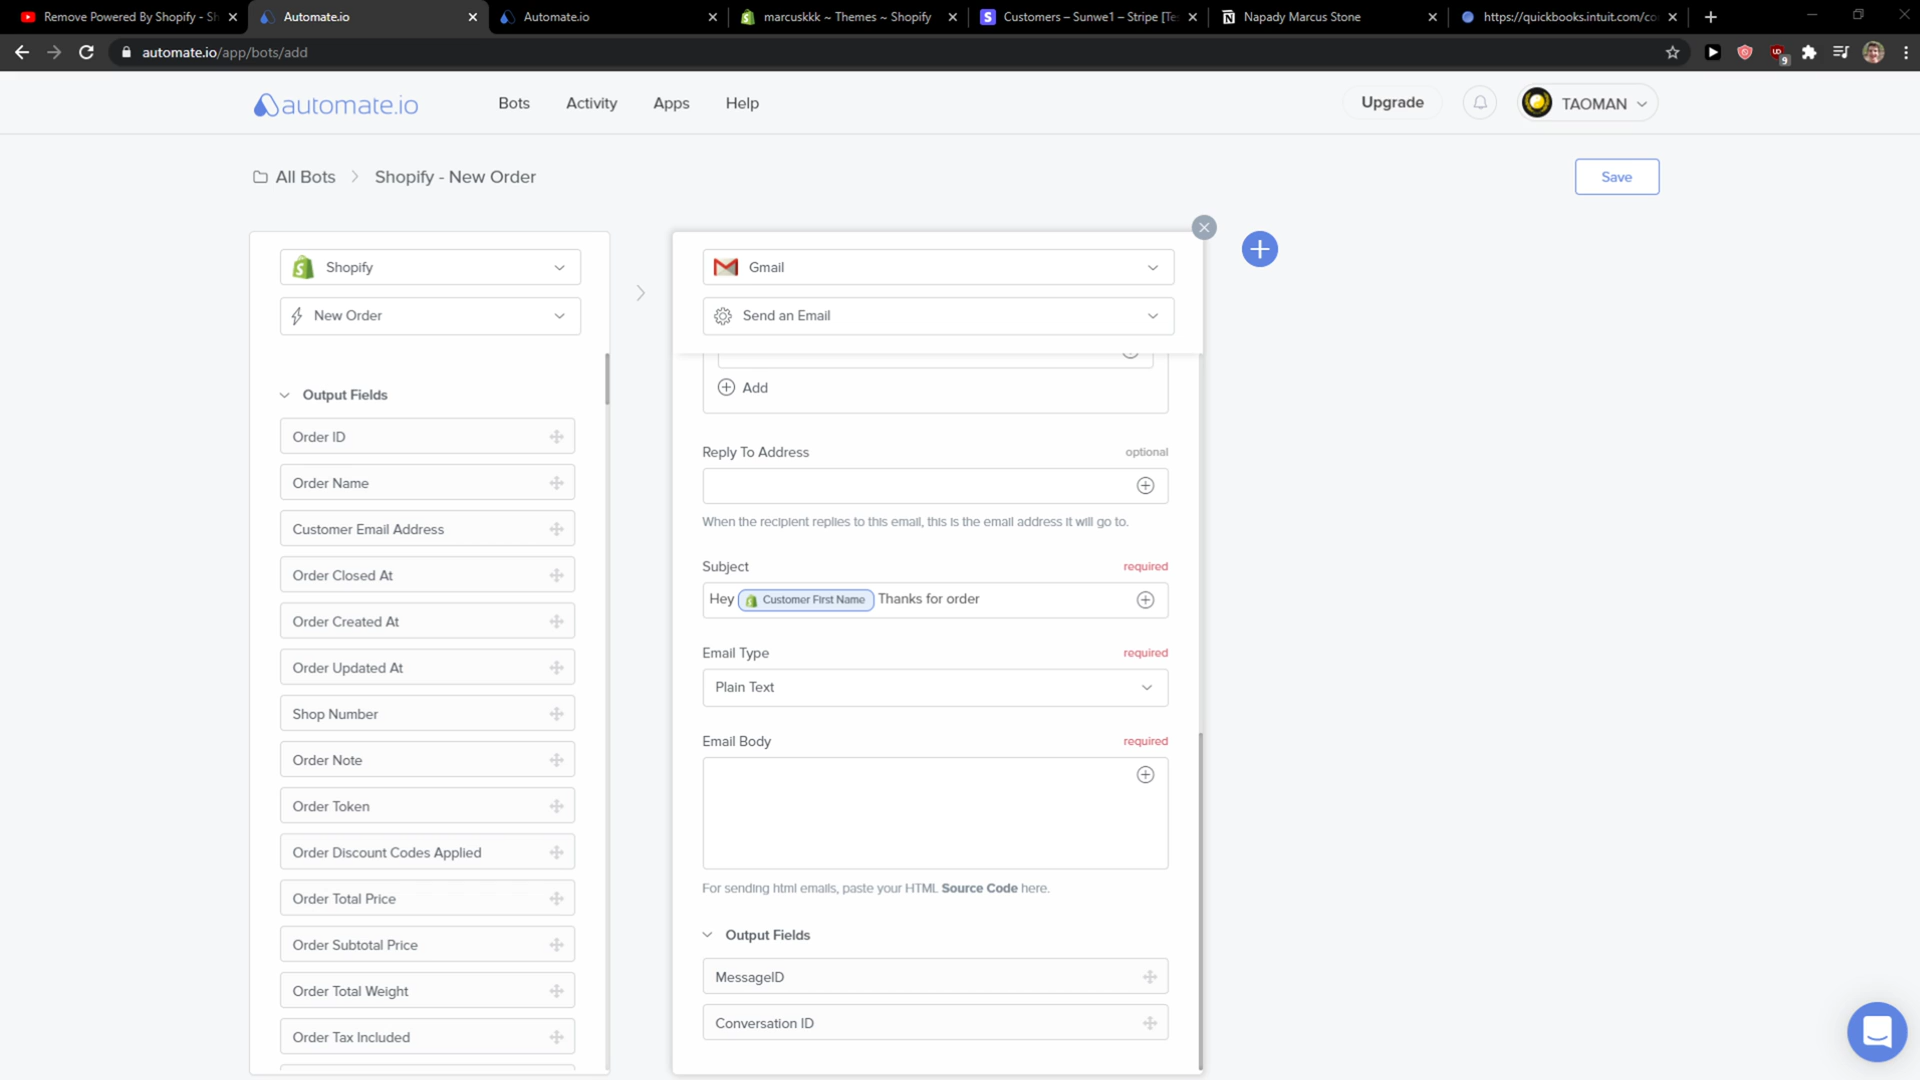 Remove Powered By Shopify - Sh
Automate.io
Automate.io
marcuskkk ~ Themes ~ Shopify
Customers – Sunwe1 – Stripe [Te
Napady Marcus Stone
https://quickbooks.intuit.com/co
automate.io/app/bots/add
9
automate.io
Bots
Activity
Apps
Help
Upgrade
TAOMAN
All Bots
Shopify - New Order
Save
Shopify
New Order
Output Fields
Order ID
Order Name
Customer Email Address
Order Closed At
Order Created At
Order Updated At
Shop Number
Order Note
Order Token
Order Discount Codes Applied
Order Total Price
Order Subtotal Price
Order Total Weight
Order Tax Included
Gmail
Send an Email
Add
Reply To Address optional
When the recipient replies to this email, this is the email address it will go to.
Subject required
Hey Customer First Name Thanks for order
Email Type required
Plain Text
Email Body required
For sending html emails, paste your HTML Source Code here.
Output Fields
MessageID
Conversation ID